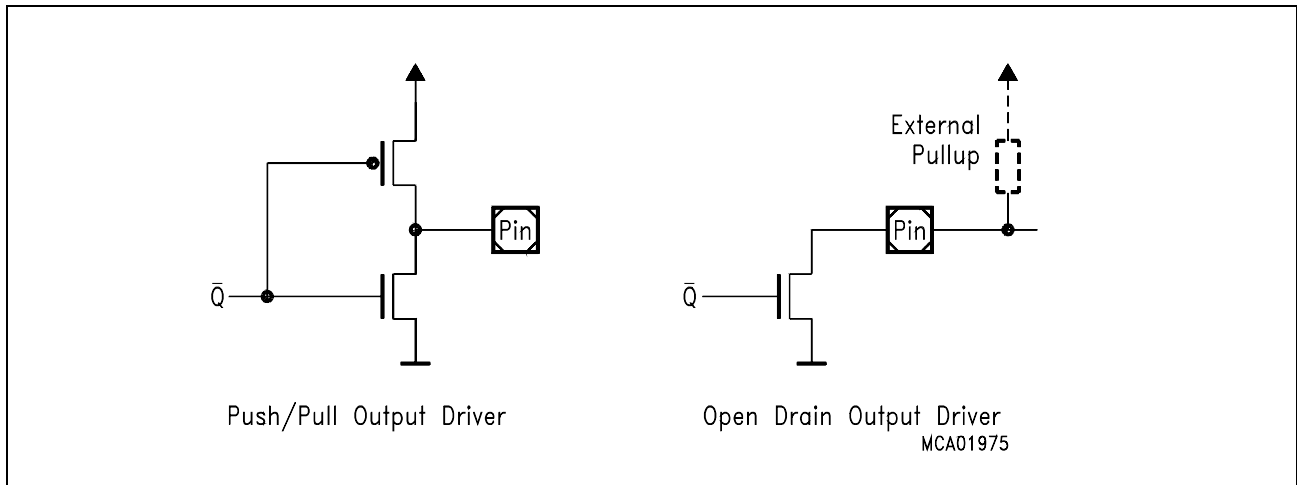 External
Pullup
Pin
Pin
Q̅
Q̅
Push/Pull Output Driver
Open Drain Output Driver
MCA01975